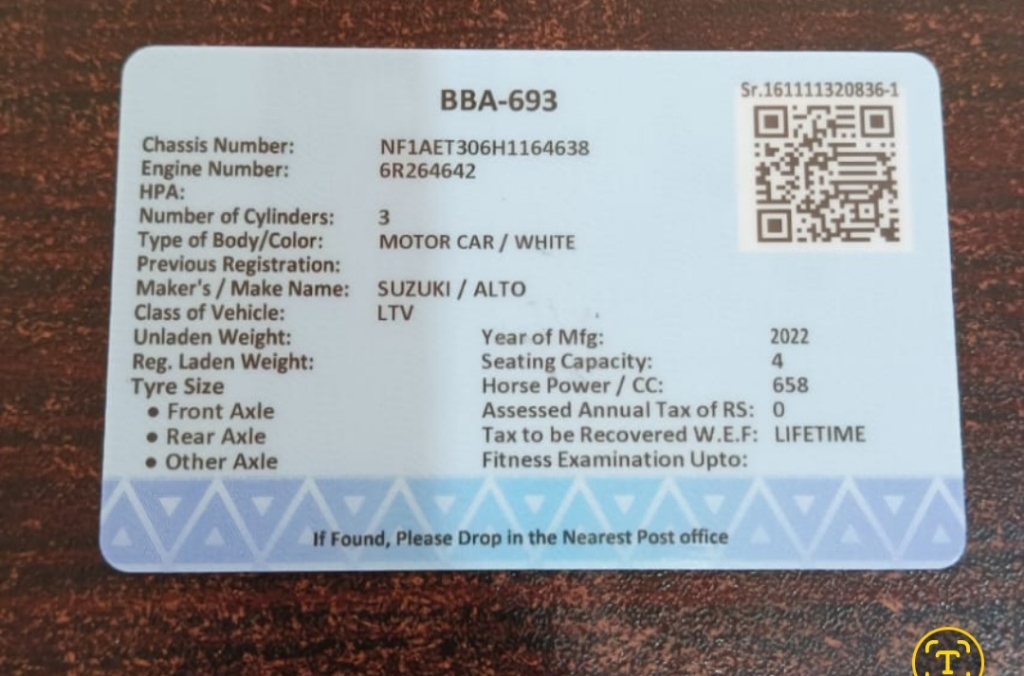 BBA-693
Sr.161111320836-1
Chassis Number: NF1AET306H1164638
Engine Number: 6R264642
HPA:
Number of Cylinders: 3
Type of Body/Color: MOTOR CAR / WHITE
Previous Registration:
Maker's / Make Name: SUZUKI / ALTO
Class of Vehicle: LTV
Unladen Weight: Year of Mfg: 2022
Reg. Laden Weight: Seating Capacity: 4
Tyre Size Horse Power / CC: 658
• Front Axle Assessed Annual Tax of RS: 0
• Rear Axle Tax to be Recovered W.E.F: LIFETIME
• Other Axle Fitness Examination Upto:
If Found, Please Drop in the Nearest Post office
T